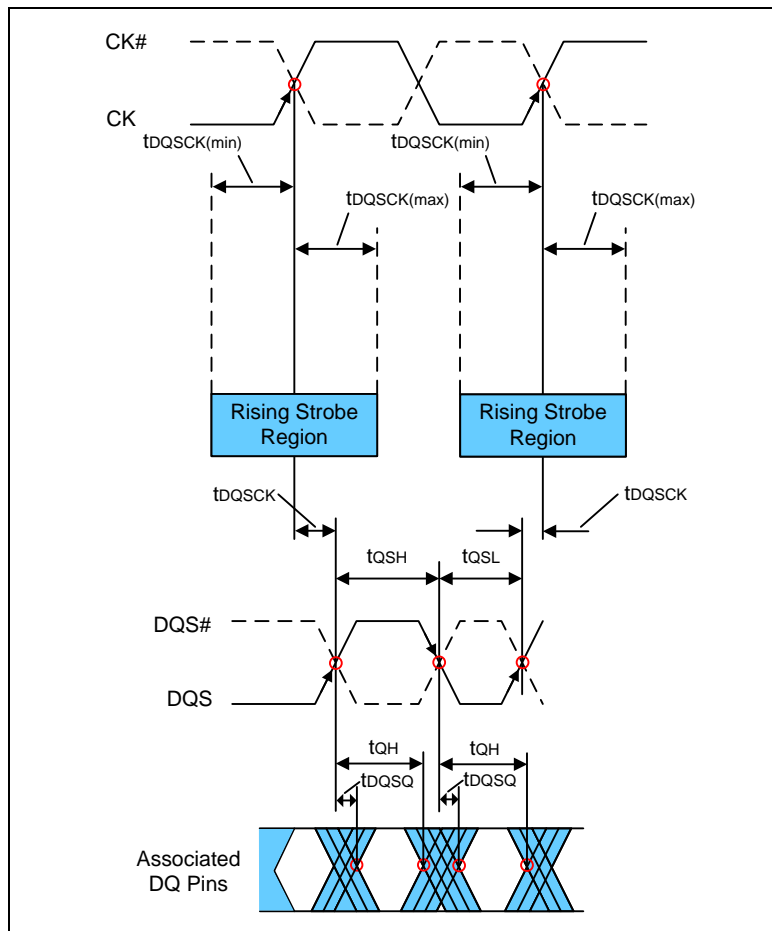 CK#
CK
tDQSCK(min)
tDQSCK(min)
tDQSCK(max)
tDQSCK(max)
Rising Strobe
Region
Rising Strobe
Region
tDQSCK
tDQSCK
tQSH
tQSL
DQS#
DQS
tQH
tQH
tDQSQ
tDQSQ
Associated
DQ Pins